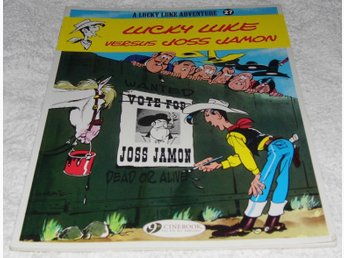 A LUCKY LUKE ADVENTURE 27
LUCKY LUKE
VERSUS JOSS JAMON
WANTED
VOTE FOR
JOSS JAMON
DEAD OR ALIVE
CINEBOOK